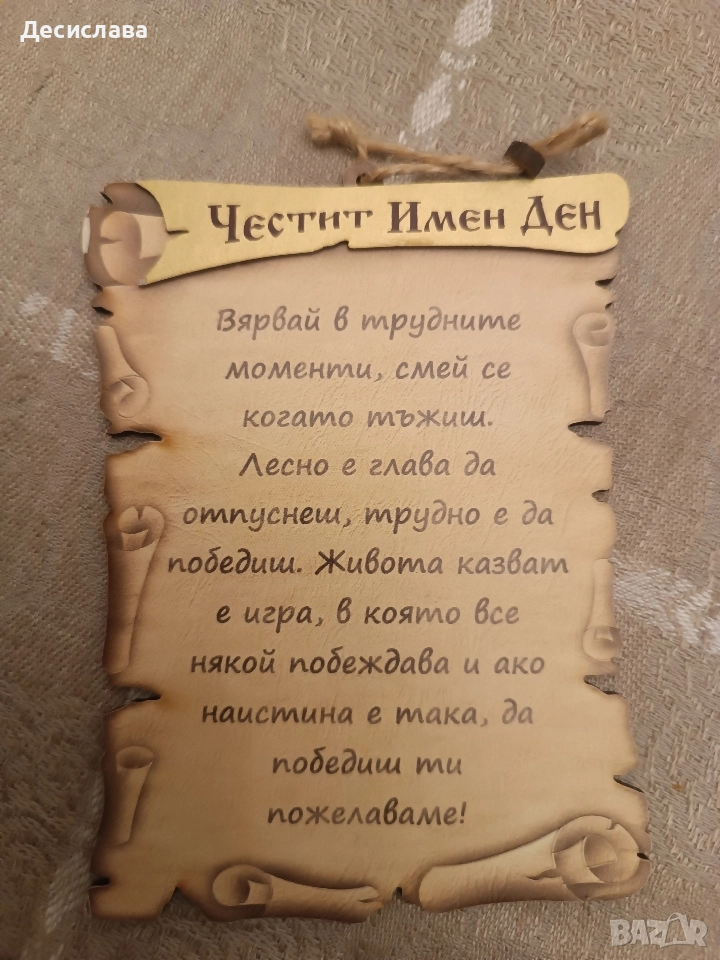 Десислава
Честит Имен Ден
Вярвай в трудните
моменти, смей се
когато тъжиш.
Лесно е глава да
отпуснеш, трудно е да
победиш. Живота казват
е игра, в която все
някой побеждава и ако
наистина е така, да
победиш ти
пожелаваме!
BAZAR